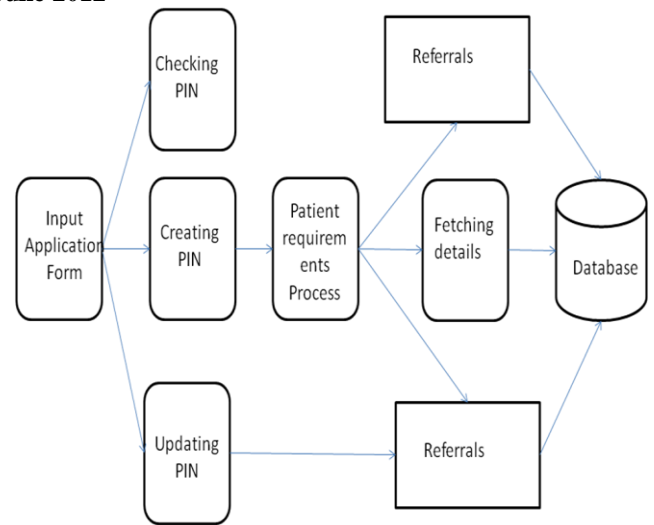 Checking
PIN
Referrals
Input
Application
Form
Creating
PIN
Patient
requirem
ents
Process
Fetching
details
Database
Updating
PIN
Referrals